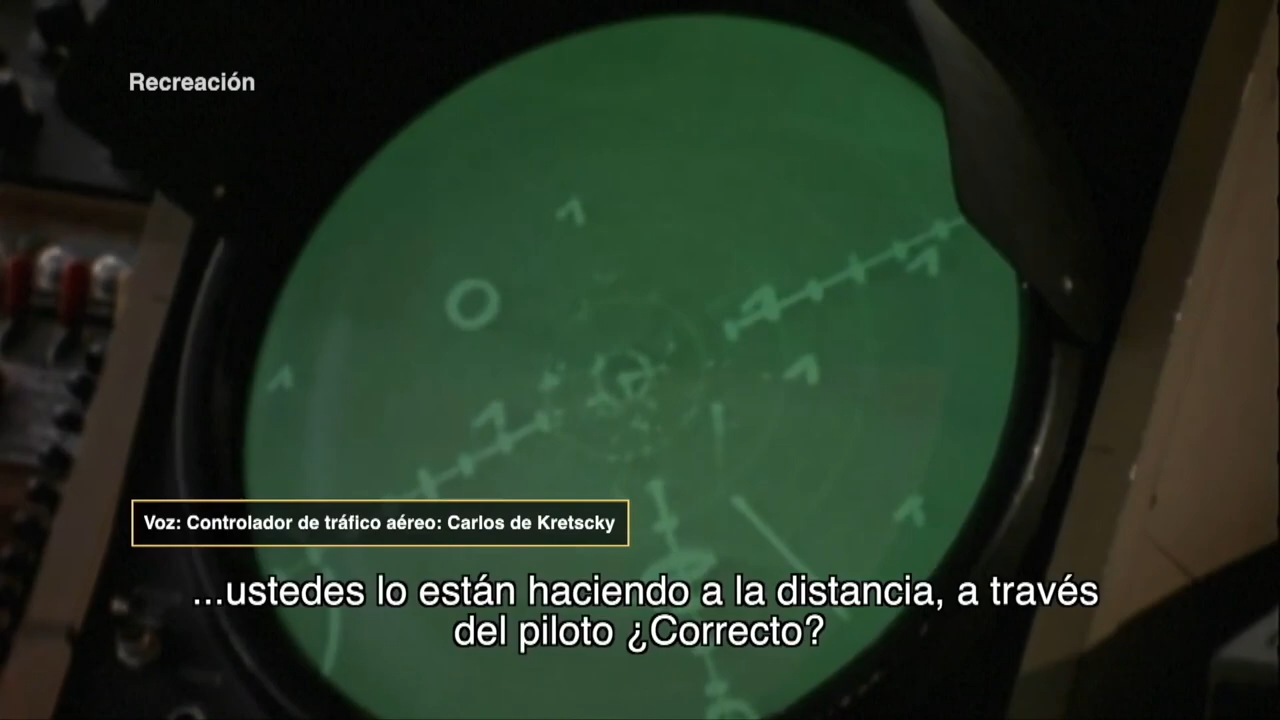 Recreación
Voz: Controlador de tráfico aéreo: Carlos de Kretscky
...ustedes lo están haciendo a la distancia, a través
del piloto ¿Correcto?